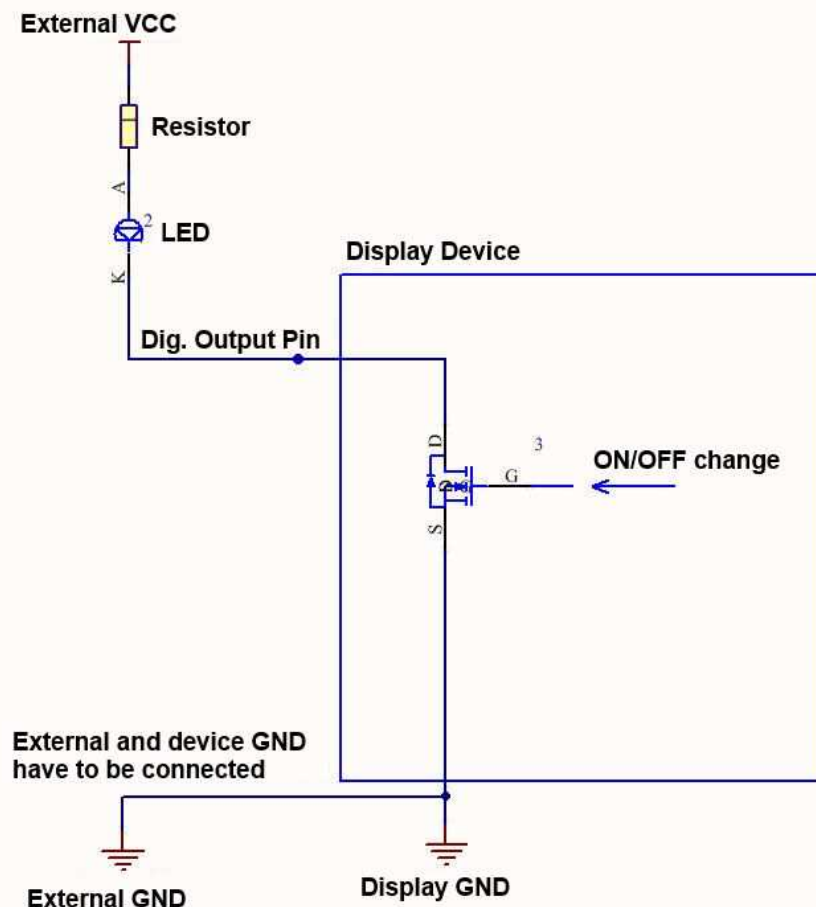 External VCC
Resistor
A
2
LED
K
Display Device
Dig. Output Pin
D
3
ON/OFF change
G
S
External and device GND
have to be connected
Display GND
External GND